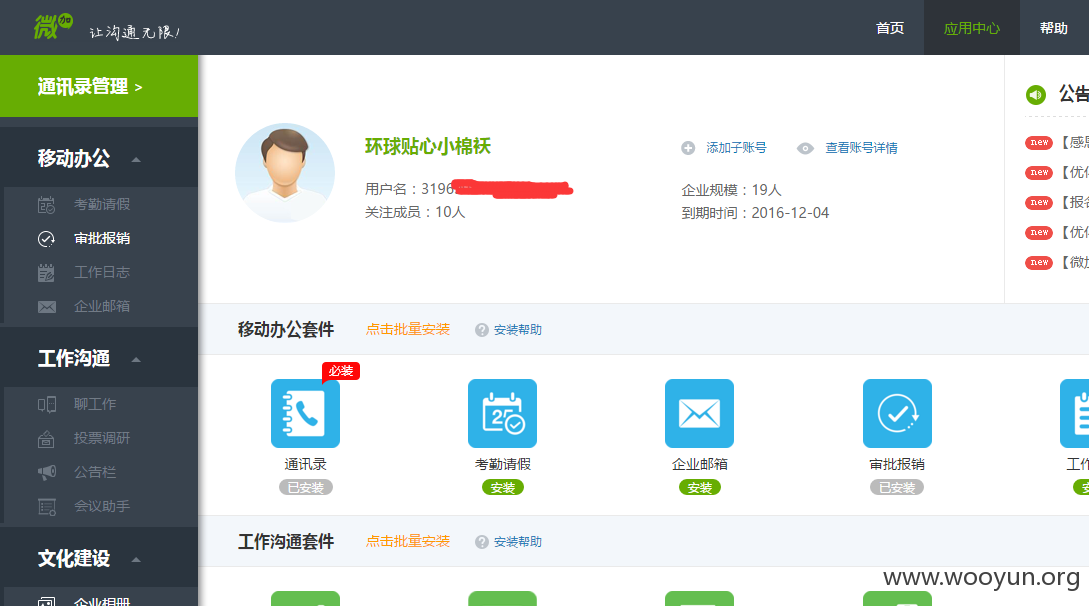 微加 让沟通无限!
首页 应用中心 帮助
通讯录管理 >
移动办公
考勤请假
审批报销
工作日志
企业邮箱
工作沟通
聊工作
投票调研
公告栏
会议助手
文化建设
企业相册
环球贴心小棉袄
用户名：3196
关注成员：10人
添加子账号 查看账号详情
企业规模：19人
到期时间：2016-12-04
公告
new 【感恩
new 【优化
new 【报名
new 【优化
new 【微加
移动办公套件 点击批量安装 ? 安装帮助
必装
25
通讯录 考勤请假 企业邮箱 审批报销 工作
已安装 安装 安装 已安装 安
工作沟通套件 点击批量安装 ? 安装帮助
www.wooyun.org